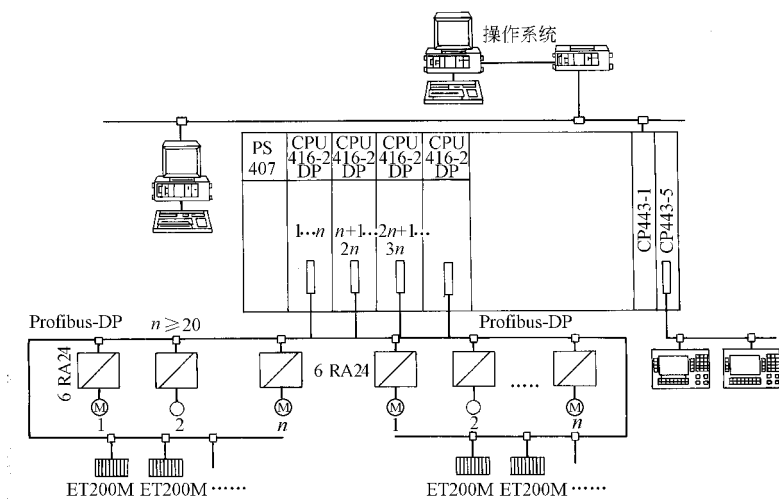 操作系统
PS 407
CPU 416-2 DP
CPU 416-2 DP
CPU 416-2 DP
CPU 416-2 DP
CP443-1
CP443-5
1…n
n+1…2n
2n+1…3n
Profibus-DP
n≥20
Profibus-DP
6 RA24
6 RA24
M
M
M
M
1
2
n
1
2
n
……
ET200M
ET200M
……
ET200M
ET200M
……